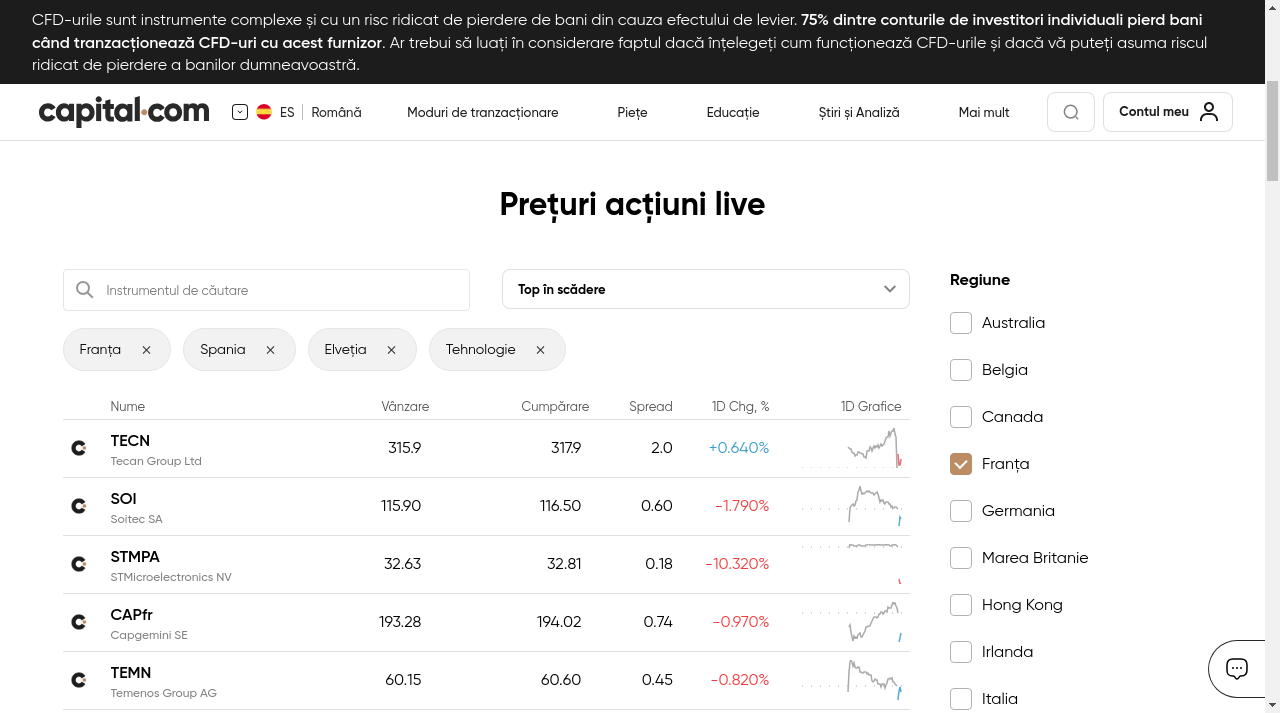 CFD-urile sunt instrumente complexe și cu un risc ridicat de pierdere de bani din cauza efectului de levier. 75% dintre conturile de investitori individuali pierd bani
când tranzacționează CFD-uri cu acest furnizor. Ar trebui să luați în considerare faptul dacă înțelegeți cum funcționează CFD-urile și dacă vă puteți asuma riscul
ridicat de pierdere a banilor dumneavoastră.
capital.com ES Română Moduri de tranzacționare Piețe Educație Știri și Analiză Mai mult Contul meu
Prețuri acțiuni live
Instrumentul de căutare
Top în scădere
Franța × Spania × Elveția × Tehnologie ×
Nume Vânzare Cumpărare Spread 1D Chg, % 1D Grafice
TECN 315.9 317.9 2.0 +0.640%
Tecan Group Ltd
SOI 115.90 116.50 0.60 -1.790%
Soitec SA
STMPA 32.63 32.81 0.18 -10.320%
STMicroelectronics NV
CAPfr 193.28 194.02 0.74 -0.970%
Capgemini SE
TEMN 60.15 60.60 0.45 -0.820%
Temenos Group AG
Regiune
Australia
Belgia
Canada
Franța
Germania
Marea Britanie
Hong Kong
Irlanda
Italia